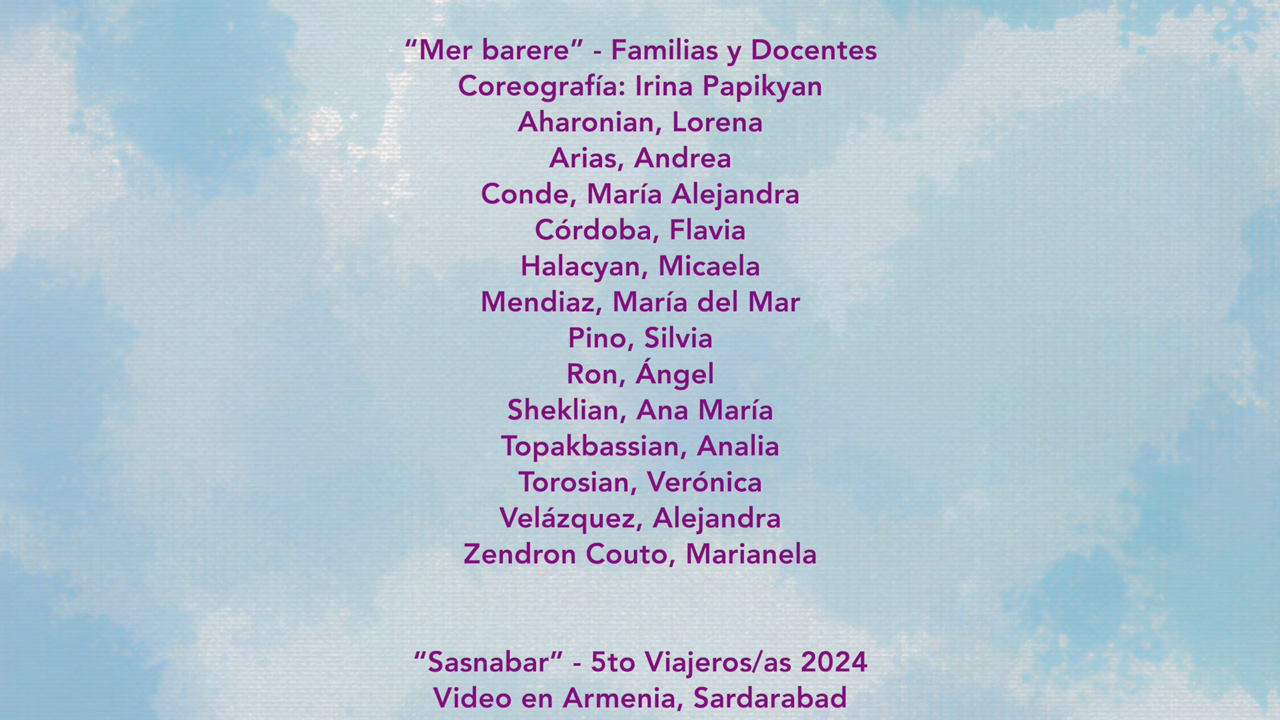 “Mer barere” - Familias y Docentes
Coreografía: Irina Papikyan
Aharonian, Lorena
Arias, Andrea
Conde, María Alejandra
Córdoba, Flavia
Halacyan, Micaela
Mendiaz, María del Mar
Pino, Silvia
Ron, Ángel
Sheklian, Ana María
Topakbassian, Analia
Torosian, Verónica
Velázquez, Alejandra
Zendron Couto, Marianela
“Sasnabar” - 5to Viajeros/as 2024
Video en Armenia, Sardarabad